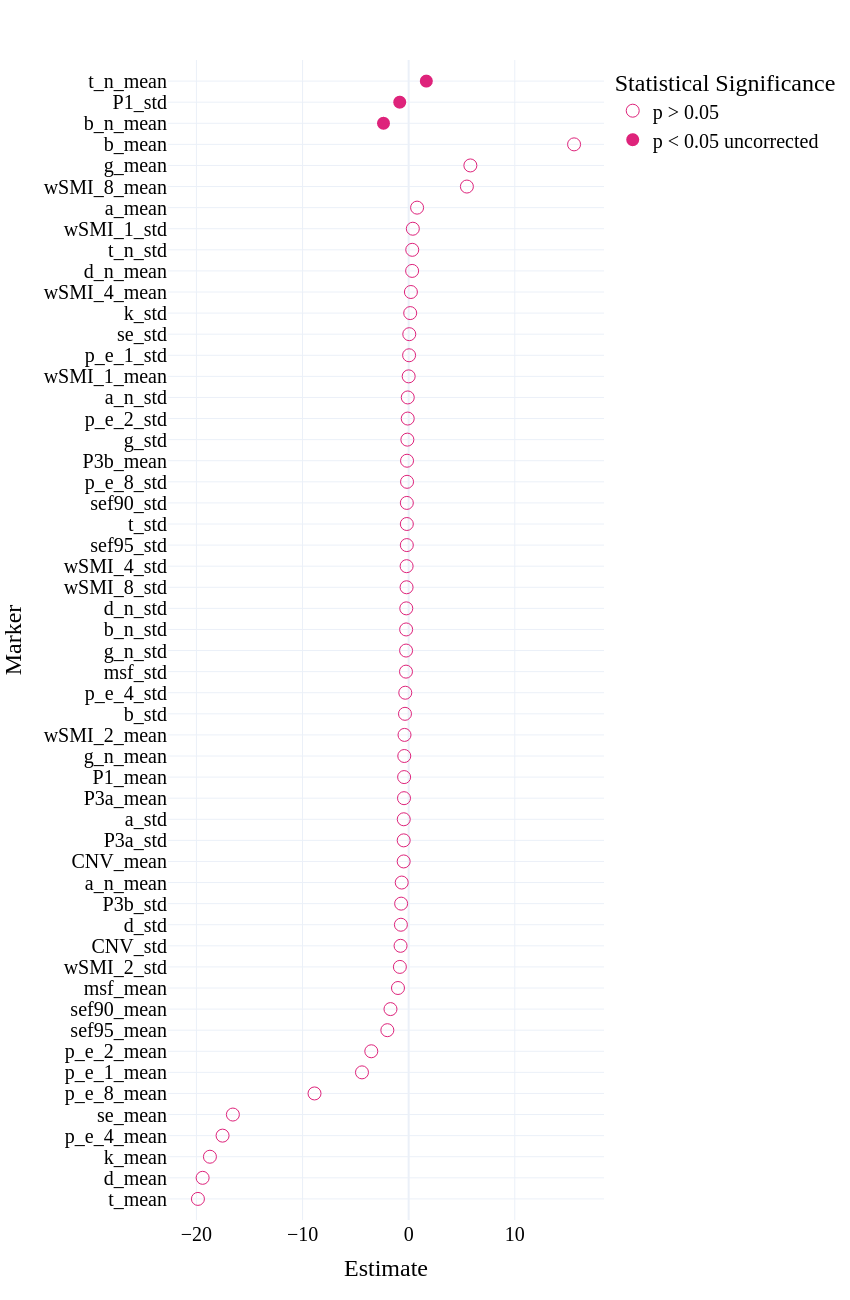 Statistical Significance
p > 0.05
p < 0.05 uncorrected
t_n_mean
P1_std
b_n_mean
b_mean
g_mean
wSMI_8_mean
a_mean
wSMI_1_std
t_n_std
d_n_mean
wSMI_4_mean
k_std
se_std
p_e_1_std
wSMI_1_mean
a_n_std
p_e_2_std
g_std
P3b_mean
p_e_8_std
sef90_std
t_std
sef95_std
wSMI_4_std
wSMI_8_std
d_n_std
b_n_std
g_n_std
msf_std
p_e_4_std
b_std
wSMI_2_mean
g_n_mean
P1_mean
P3a_mean
a_std
P3a_std
CNV_mean
a_n_mean
P3b_std
d_std
CNV_std
wSMI_2_std
msf_mean
sef90_mean
sef95_mean
p_e_2_mean
p_e_1_mean
p_e_8_mean
se_mean
p_e_4_mean
k_mean
d_mean
t_mean
Marker
−20 −10 0 10
Estimate